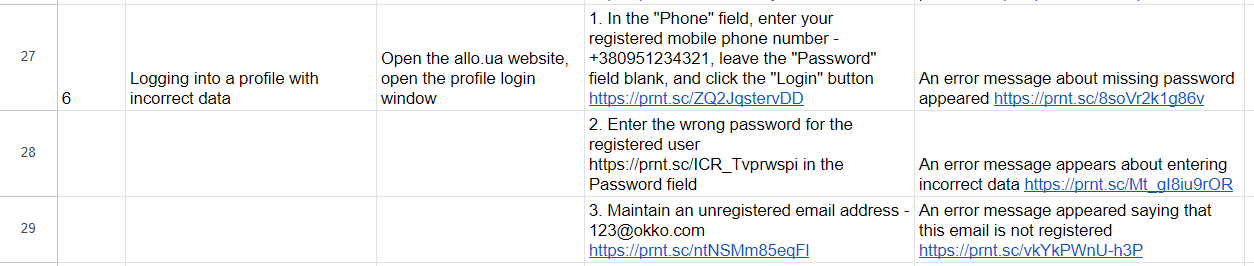 27
6
Logging into a profile with
incorrect data
Open the allo.ua website,
open the profile login
window
1. In the "Phone" field, enter your
registered mobile phone number -
+380951234321, leave the "Password"
field blank, and click the "Login" button
https://prnt.sc/ZQ2JqstervDD
An error message about missing password
appeared https://prnt.sc/8soVr2k1g86v
28
2. Enter the wrong password for the
registered user
https://prnt.sc/ICR_Tvprwspi in the
Password field
An error message appears about entering
incorrect data https://prnt.sc/Mt_gI8iu9rOR
29
3. Maintain an unregistered email address -
123@okko.com
https://prnt.sc/ntNSMm85eqFl
An error message appeared saying that
this email is not registered
https://prnt.sc/vkYkPWnU-h3P